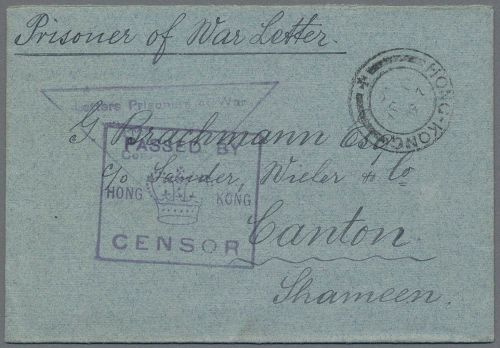 Prisoner of War Letter.
HONG-KONG
Letters Prisoners of War
G. Brachmann Esq
PASSED BY
c/o Sander, Wieler & Co
HONG KONG
Canton
CENSOR
Shameen.